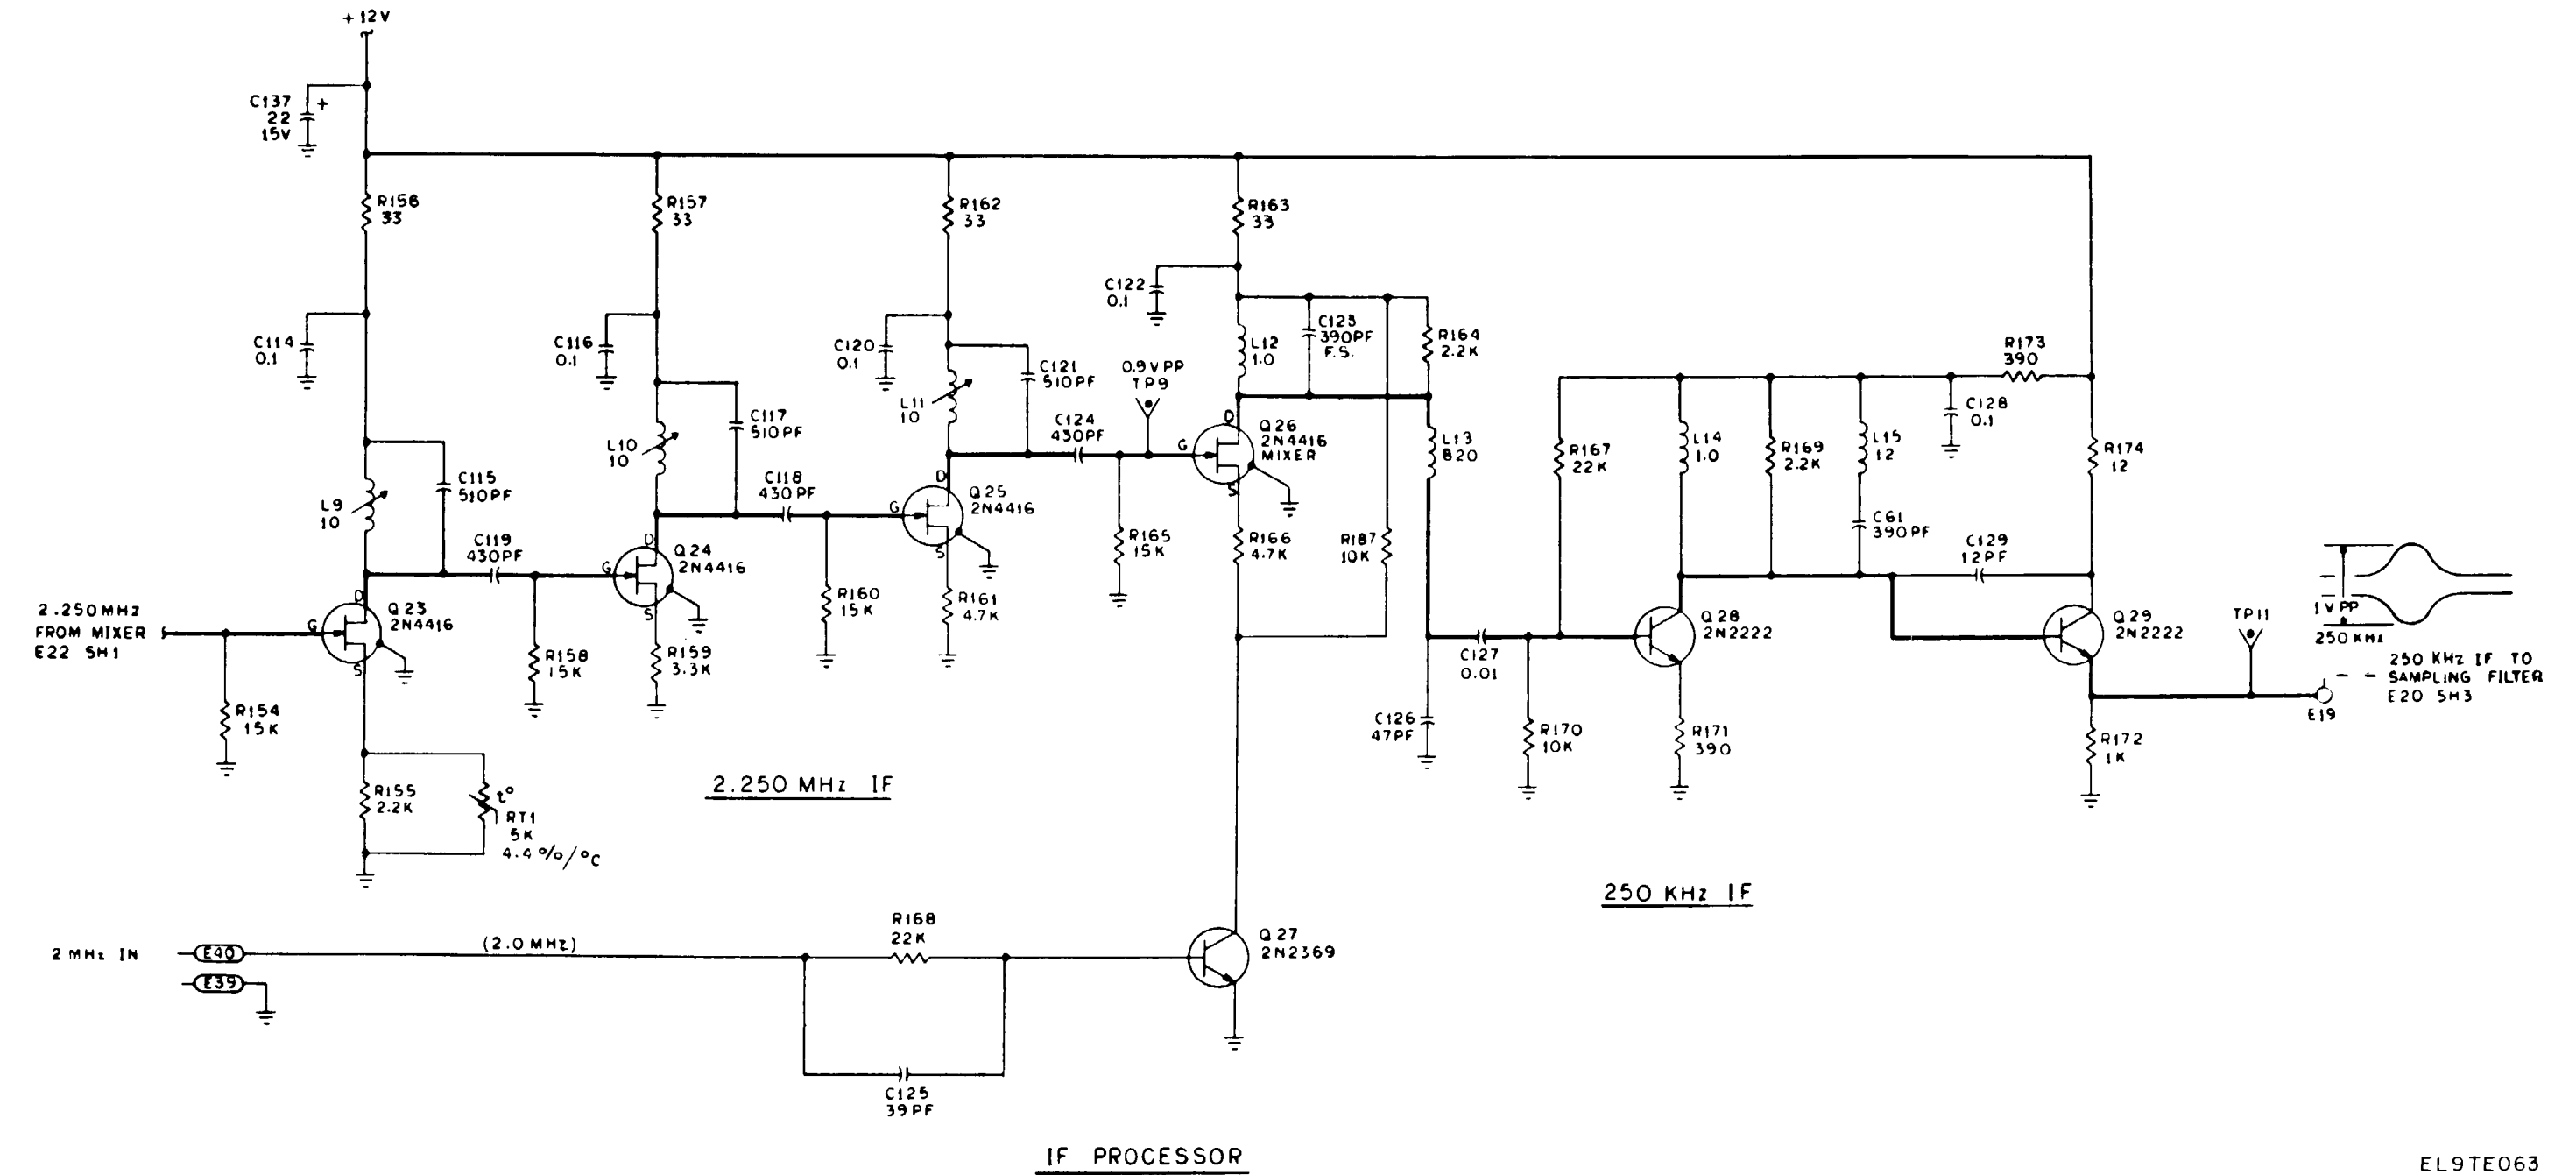 +12V
C137
22
15V
+
R156
33
R157
33
R162
33
R163
33
C114
0.1
C116
0.1
C120
0.1
C122
0.1
L9
10
C115
510PF
L10
10
C117
510PF
L11
10
C121
510PF
0.9VPP
TP9
L12
1.0
C123
390PF
F.S.
R164
2.2K
C119
430PF
C118
430PF
C124
430PF
D
G
S
Q23
2N4416
D
G
S
Q24
2N4416
D
G
S
Q25
2N4416
D
G
S
Q26
2N4416
MIXER
L13
820
2.250MHZ
FROM MIXER
E22 SH1
R154
15K
R158
15K
R159
3.3K
R160
15K
R161
4.7K
R165
15K
R166
4.7K
R187
10K
R155
2.2K
t°
RT1
5K
4.4%/°C
2.250 MHz IF
C126
47PF
C127
0.01
R167
22K
L14
1.0
R169
2.2K
L15
12
C61
390PF
C128
0.1
R173
390
R174
12
C129
12PF
Q28
2N2222
Q29
2N2222
R170
10K
R171
390
R172
1K
TP11
1VPP
250 KHz
250 KHz IF TO
SAMPLING FILTER
E20 SH3
E19
250 KHz IF
2 MHz IN
E40
E39
(2.0 MHZ)
R168
22K
C125
39PF
Q27
2N2369
IF PROCESSOR
EL9TE063